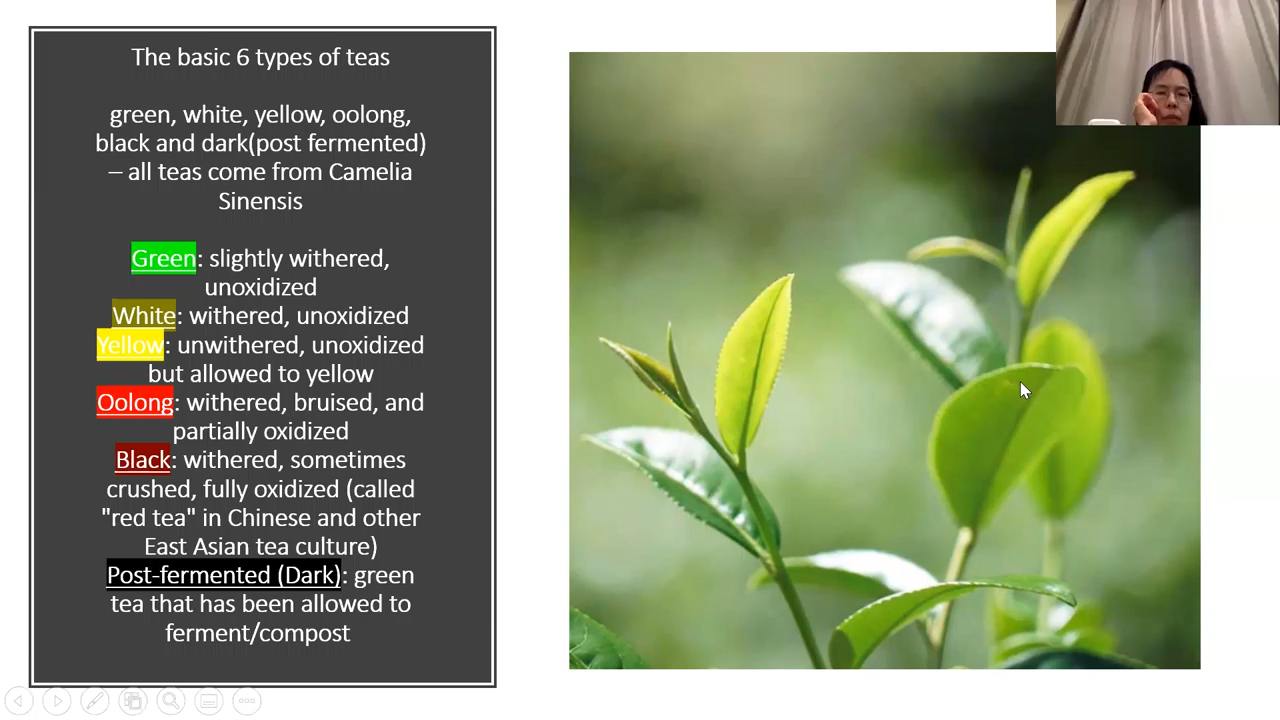 The basic 6 types of teas
green, white, yellow, oolong,
black and dark(post fermented)
– all teas come from Camelia
Sinensis
Green: slightly withered,
unoxidized
White: withered, unoxidized
Yellow: unwithered, unoxidized
but allowed to yellow
Oolong: withered, bruised, and
partially oxidized
Black: withered, sometimes
crushed, fully oxidized (called
"red tea" in Chinese and other
East Asian tea culture)
Post-fermented (Dark): green
tea that has been allowed to
ferment/compost